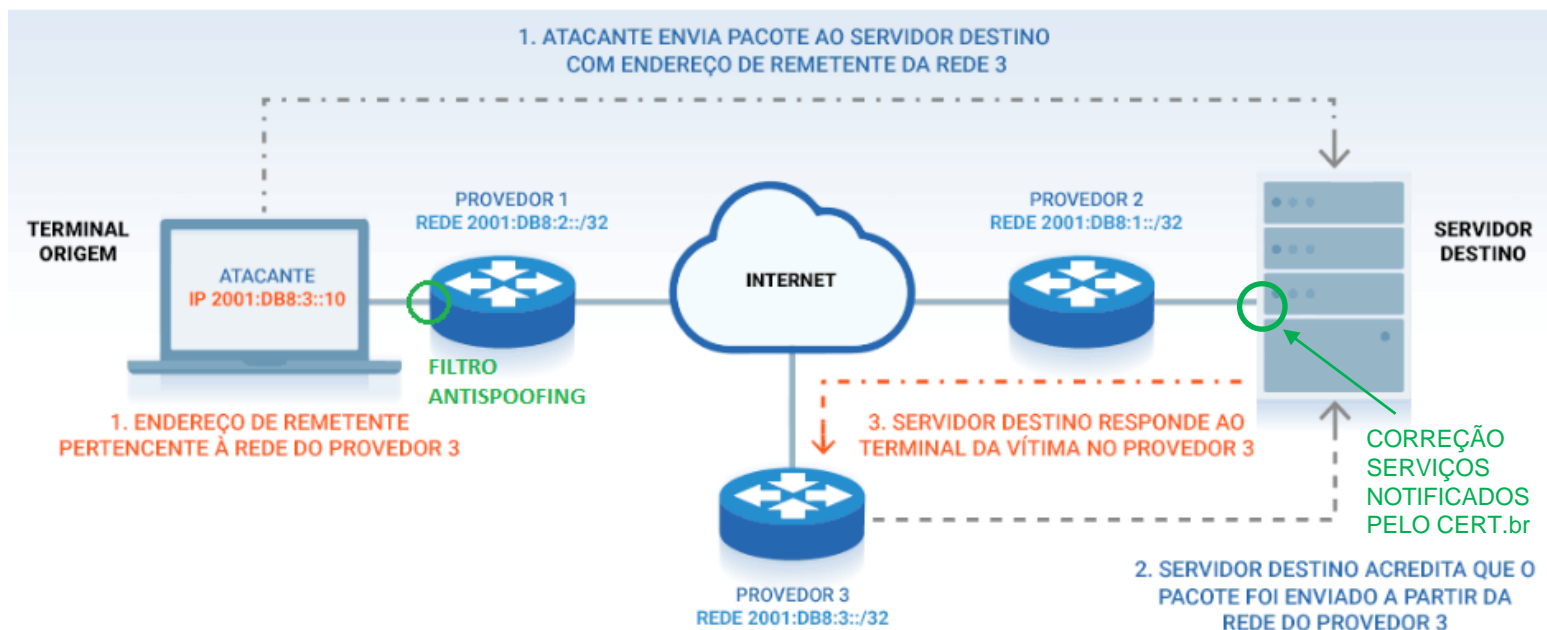 1. ATACANTE ENVIA PACOTE AO SERVIDOR DESTINO
COM ENDEREÇO DE REMETENTE DA REDE 3
TERMINAL
ORIGEM
ATACANTE
IP 2001:DB8:3::10
PROVEDOR 1
REDE 2001:DB8:2::/32
FILTRO
ANTISPOOFING
INTERNET
PROVEDOR 2
REDE 2001:DB8:1::/32
SERVIDOR
DESTINO
1. ENDEREÇO DE REMETENTE
PERTENCENTE À REDE DO PROVEDOR 3
3. SERVIDOR DESTINO RESPONDE AO
TERMINAL DA VÍTIMA NO PROVEDOR 3
CORREÇÃO
SERVIÇOS
NOTIFICADOS
PELO CERT.br
PROVEDOR 3
REDE 2001:DB8:3::/32
2. SERVIDOR DESTINO ACREDITA QUE O
PACOTE FOI ENVIADO A PARTIR DA
REDE DO PROVEDOR 3